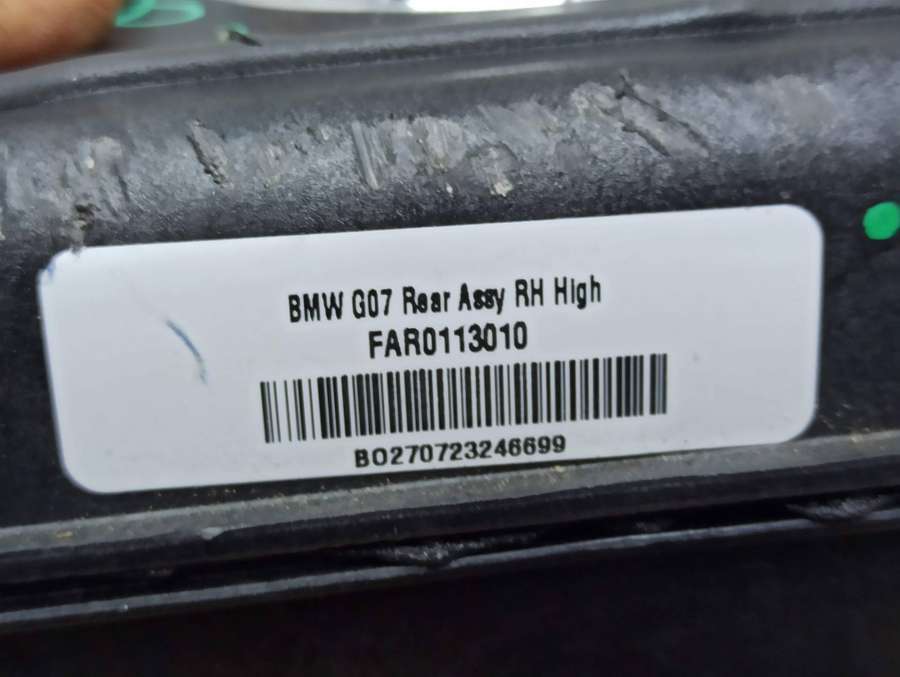 BMW G07 Rear Assy RH High
FAR0113010
BO270723246699